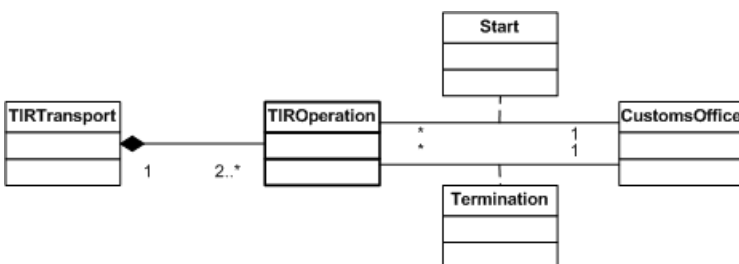 Start
TIRTransport
TIROperation
CustomsOffice
* 1
* 1
1 2..*
Termination